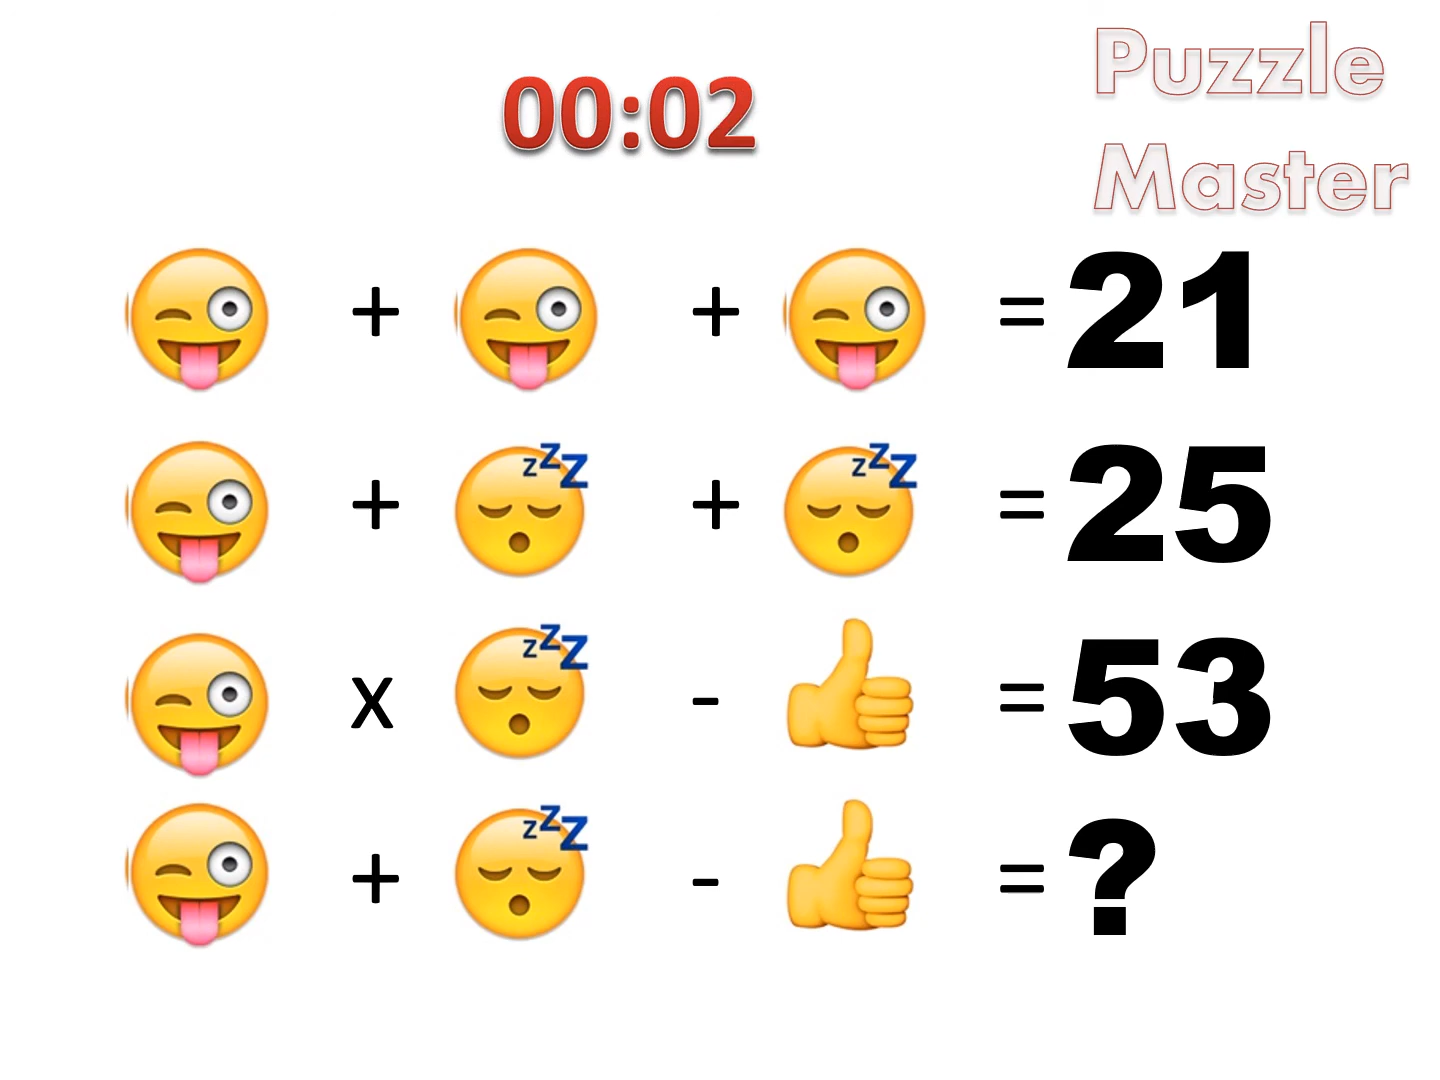 Puzzle
Master
00:02
+ + = 21
+ + = 25
x - = 53
+ - = ?